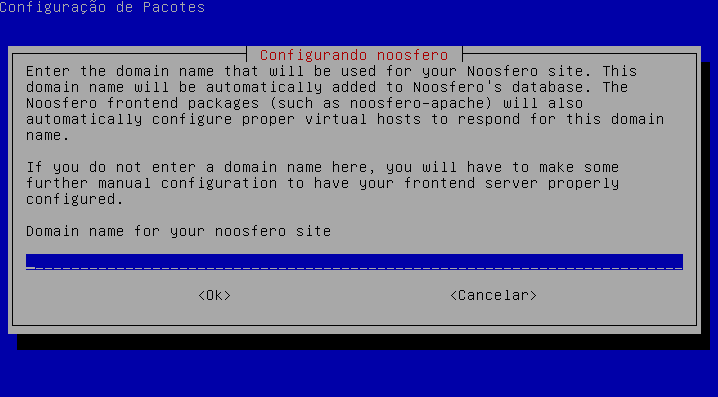 Configuração de Pacotes
Configurando noosfero
Enter the domain name that will be used for your Noosfero site. This
domain name will be automatically added to Noosfero's database. The
Noosfero frontend packages (such as noosfero-apache) will also
automatically configure proper virtual hosts to respond for this domain
name.
If you do not enter a domain name here, you will have to make some
further manual configuration to have your frontend server properly
configured.
Domain name for your noosfero site
<Ok> <Cancelar>